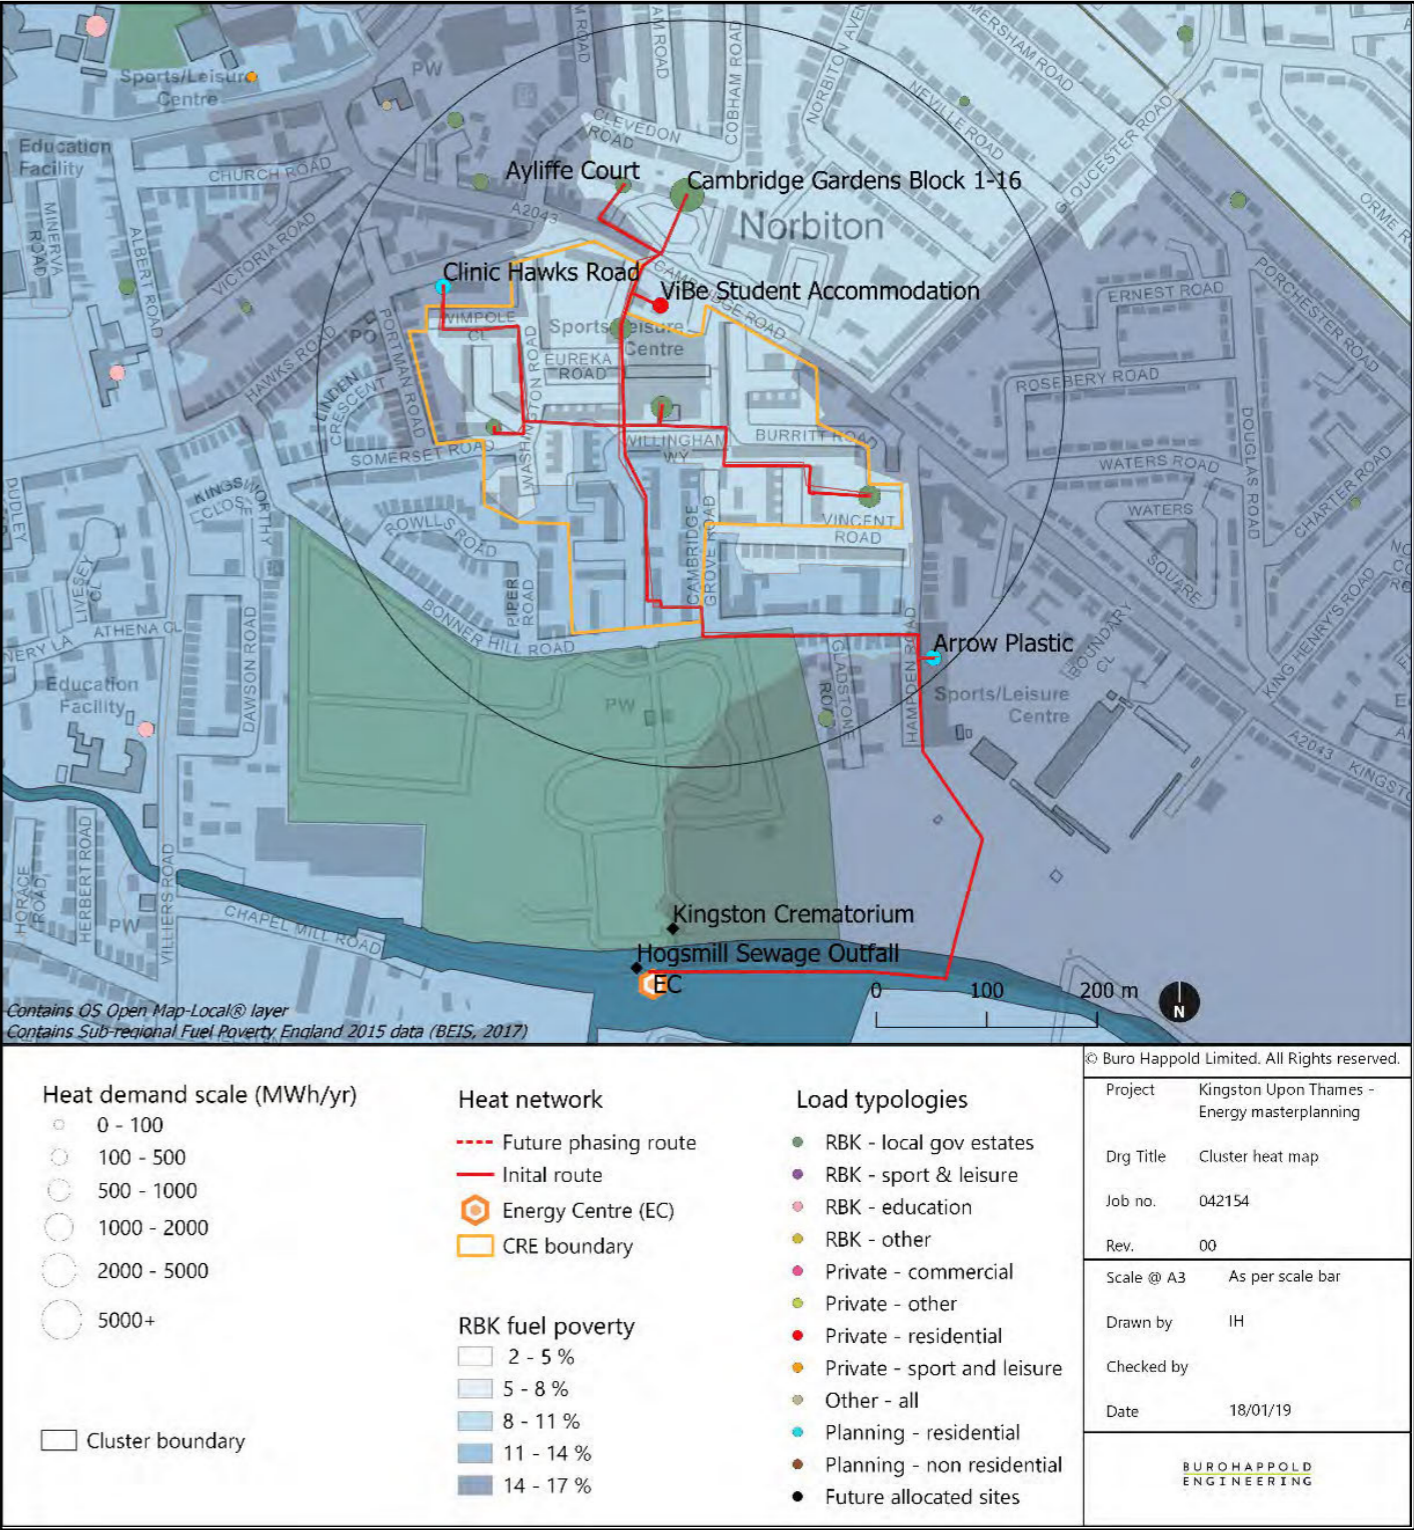 Sports/Leisure
Centre
PW
M ROAD
AM ROAD
COBHAM ROAD
NORBITON AVEN
MERSHAM ROAD
NEVILLE ROAD
GLOUCESTER ROAD
ORME R
CLEVEDON
ROAD
Education
Facility
CHURCH ROAD
MINERVA
ROAD
ALBERT ROAD
VICTORIA ROAD
A2043
Ayliffe Court
Cambridge Gardens Block 1-16
Norbiton
Clinic Hawks Road
ViBe Student Accommodation
CAMBRIDGE ROAD
WIMPOLE
CL
PO
PORTMAN ROAD
HAWKS ROAD
LINDEN
CRESCENT
WASHINGTON ROAD
Sports/Leisure
Centre
EUREKA
ROAD
ERNEST ROAD
PORCHESTER ROAD
ROSEBERY ROAD
DOUGLAS ROAD
SOMERSET ROAD
WILLINGHAM
WY
BURRITT ROAD
WATERS ROAD
CHARTER ROAD
DUDLEY
KINGSWORTHY
CLOSE
ROWLLS ROAD
CAMBRIDGE
GROVE ROAD
VINCENT
ROAD
WATERS
SQUARE
LIVESEY
CL
PIPER
ROAD
BONNER HILL ROAD
ATHENA CL
NERY LA
DAWSON ROAD
GLADSTONE
RD
HAMPDEN ROAD
Arrow Plastic
BOUNDARY
CL
KING HENRY'S ROAD
Education
Facility
PW
Sports/Leisure
Centre
A2043
KINGSTO
HORACE
ROAD
HERBERT ROAD
VILLIERS ROAD
PW
CHAPEL MILL ROAD
Kingston Crematorium
Hogsmill Sewage Outfall
EC
0 100 200 m
N
Contains OS Open Map-Local® layer
Contains Sub-regional Fuel Poverty England 2015 data (BEIS, 2017)
Heat demand scale (MWh/yr)
0 - 100
100 - 500
500 - 1000
1000 - 2000
2000 - 5000
5000+
Cluster boundary
Heat network
Future phasing route
Inital route
Energy Centre (EC)
CRE boundary
RBK fuel poverty
2 - 5 %
5 - 8 %
8 - 11 %
11 - 14 %
14 - 17 %
Load typologies
RBK - local gov estates
RBK - sport & leisure
RBK - education
RBK - other
Private - commercial
Private - other
Private - residential
Private - sport and leisure
Other - all
Planning - residential
Planning - non residential
Future allocated sites
© Buro Happold Limited. All Rights reserved.
Project Kingston Upon Thames -
Energy masterplanning
Drg Title Cluster heat map
Job no. 042154
Rev. 00
Scale @ A3 As per scale bar
Drawn by IH
Checked by
Date 18/01/19
BUROHAPPOLD
ENGINEERING